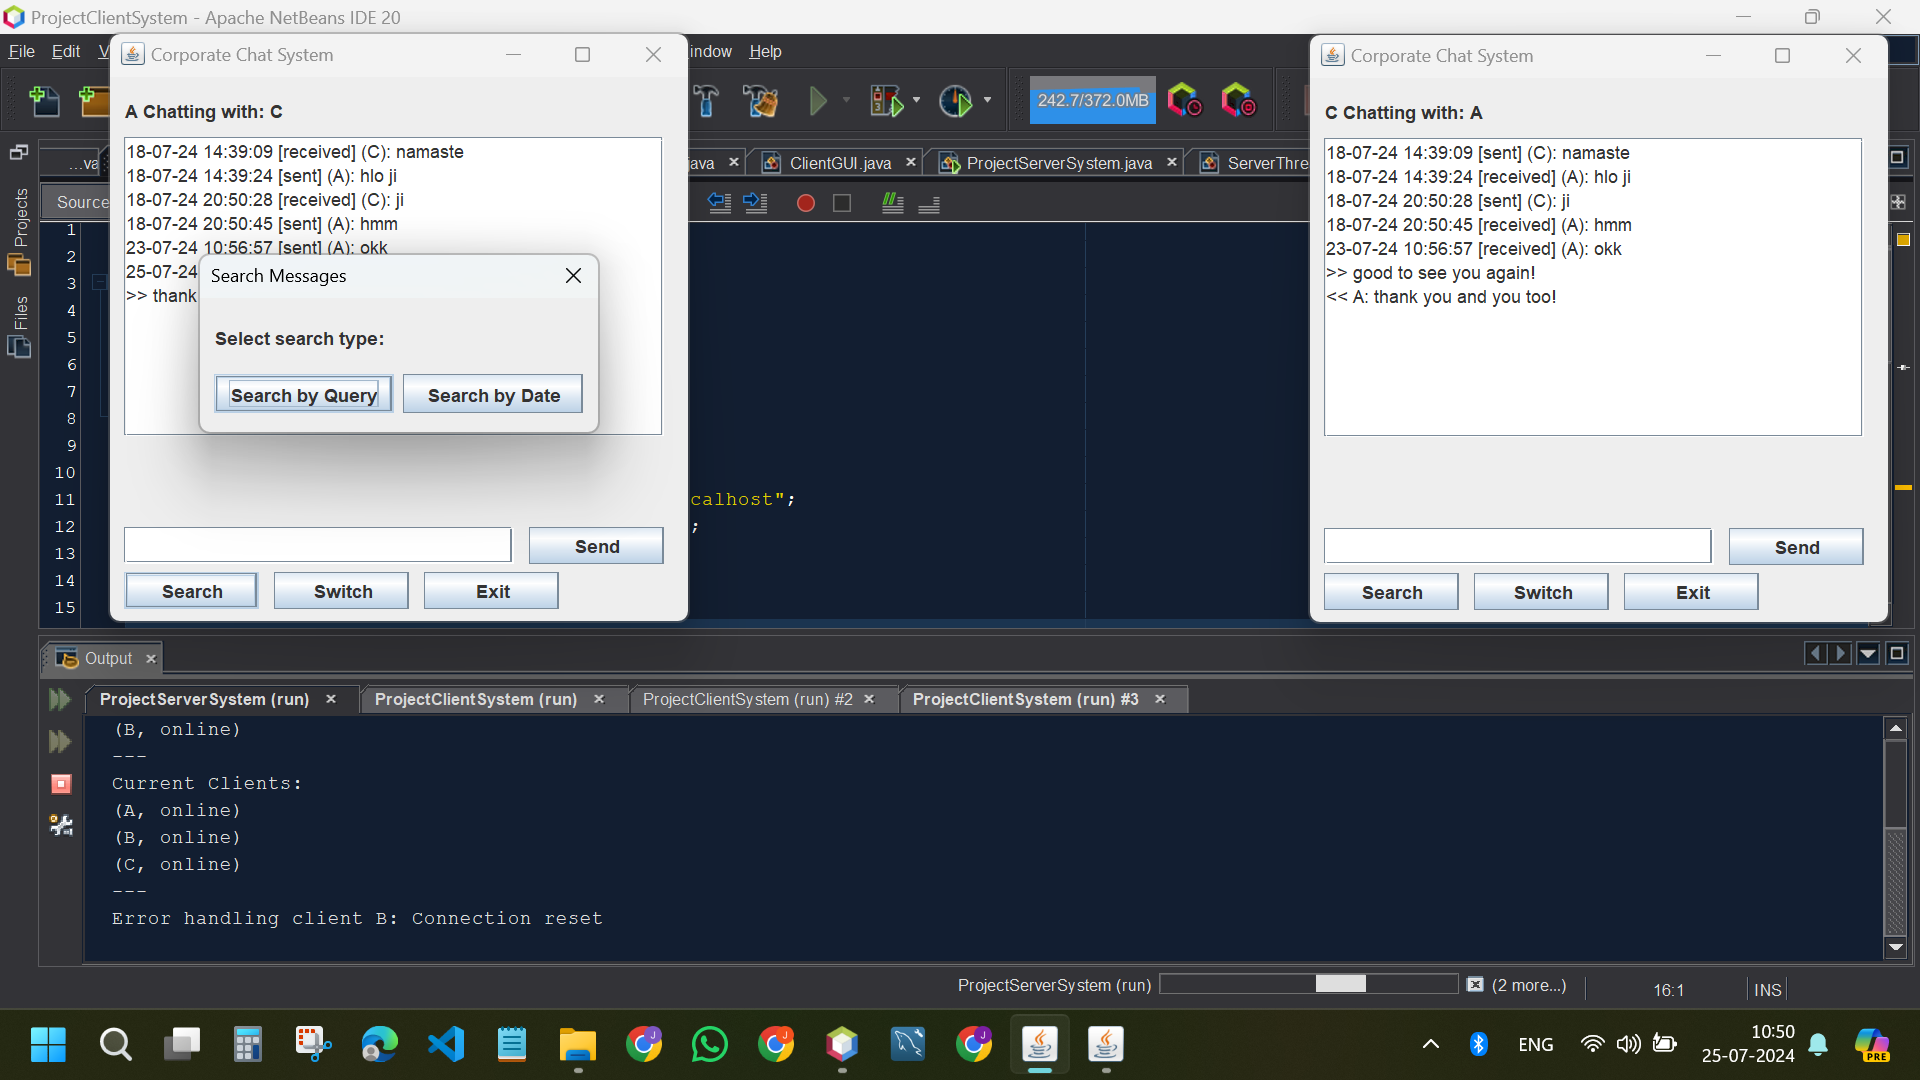 ProjectClientSystem - Apache NetBeans IDE 20
File Edit V
indow Help
242.7/372.0MB
Corporate Chat System
A Chatting with: C
18-07-24 14:39:09 [received] (C): namaste
18-07-24 14:39:24 [sent] (A): hlo ji
18-07-24 20:50:28 [received] (C): ji
18-07-24 20:50:45 [sent] (A): hmm
23-07-24 10:56:57 [sent] (A): okk
25-07-24
>> thank
Search Messages
Select search type:
Search by Query
Search by Date
Send
Search
Switch
Exit
Corporate Chat System
C Chatting with: A
18-07-24 14:39:09 [sent] (C): namaste
18-07-24 14:39:24 [received] (A): hlo ji
18-07-24 20:50:28 [sent] (C): ji
18-07-24 20:50:45 [received] (A): hmm
23-07-24 10:56:57 [received] (A): okk
>> good to see you again!
<< A: thank you and you too!
Send
Search
Switch
Exit
...va
java
ClientGUI.java
ProjectServerSystem.java
ServerThre
Projects
Files
Source
1
2
3
4
5
6
7
8
9
10
11
12
13
14
15
calhost";
;
Output
ProjectServerSystem (run)
ProjectClientSystem (run)
ProjectClientSystem (run) #2
ProjectClientSystem (run) #3
(B, online)
---
Current Clients:
(A, online)
(B, online)
(C, online)
---
Error handling client B: Connection reset
ProjectServerSystem (run)
(2 more...)
16:1
INS
ENG
10:50
25-07-2024
PRE